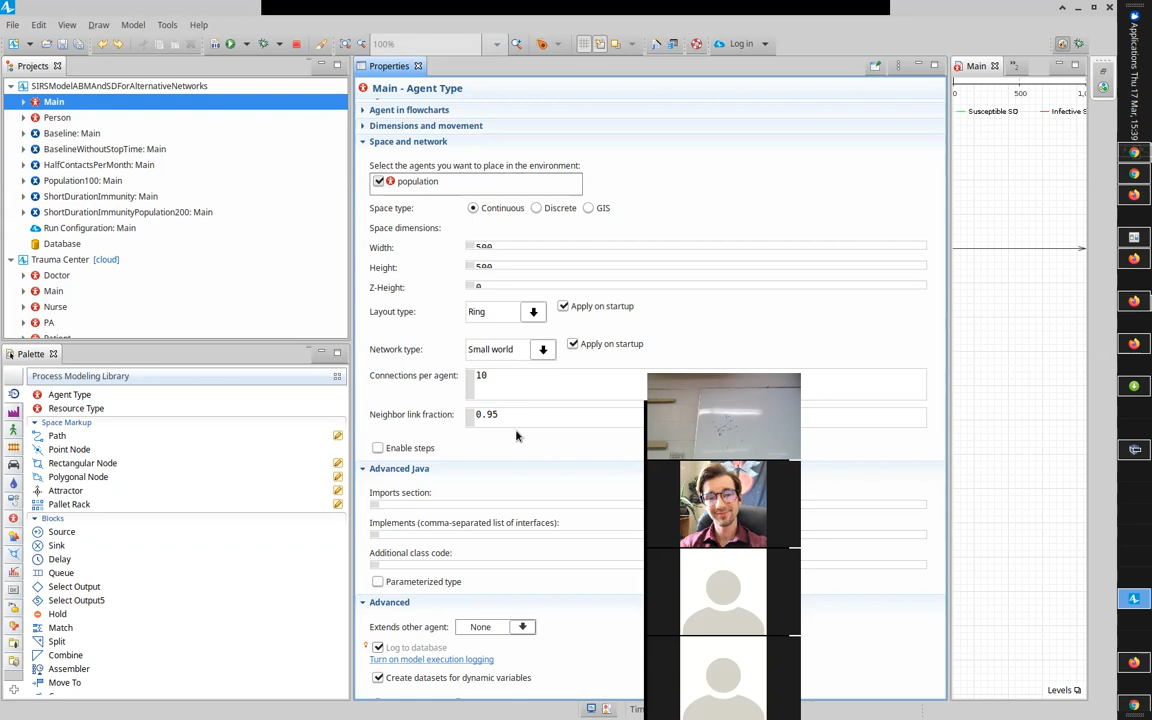 File Edit View Draw Model Tools Help
100% Log in
Projects
SIRSModelABMAndSDForAlternativeNetworks
Main
Person
Baseline: Main
BaselineWithoutStopTime: Main
HalfContactsPerMonth: Main
Population100: Main
ShortDurationImmunity: Main
ShortDurationImmunityPopulation200: Main
Run Configuration: Main
Database
Trauma Center [cloud]
Doctor
Main
Nurse
PA
Palette
Process Modeling Library
Agent Type
Resource Type
Space Markup
Path
Point Node
Rectangular Node
Polygonal Node
Attractor
Pallet Rack
Blocks
Source
Sink
Delay
Queue
Select Output
Select Output5
Hold
Match
Split
Combine
Assembler
Move To
Properties
Main - Agent Type
Agent in flowcharts
Dimensions and movement
Space and network
Select the agents you want to place in the environment:
population
Space type: Continuous Discrete GIS
Space dimensions:
Width: 500
Height: 500
Z-Height: 0
Layout type: Ring Apply on startup
Network type: Small world Apply on startup
Connections per agent: 10
Neighbor link fraction: 0.95
Enable steps
Advanced Java
Imports section:
Implements (comma-separated list of interfaces):
Additional class code:
Parameterized type
Advanced
Extends other agent: None
Log to database
Turn on model execution logging
Create datasets for dynamic variables
Main
0 500
Susceptible SD Infective S
Levels
Applications Thu 17 Mar, 15:39